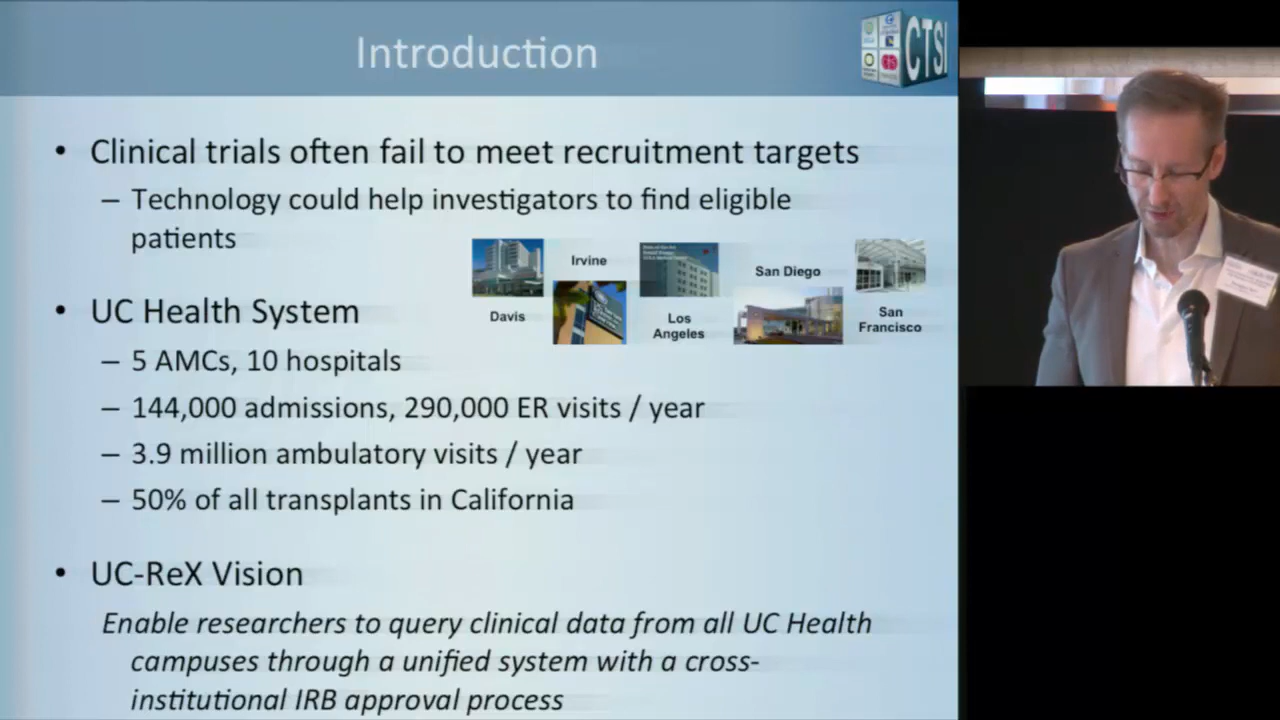 Introduction
CTSI
• Clinical trials often fail to meet recruitment targets
– Technology could help investigators to find eligible
patients
Irvine
San Diego
Davis
Los
Angeles
San
Francisco
• UC Health System
– 5 AMCs, 10 hospitals
– 144,000 admissions, 290,000 ER visits / year
– 3.9 million ambulatory visits / year
– 50% of all transplants in California
• UC-ReX Vision
Enable researchers to query clinical data from all UC Health
campuses through a unified system with a cross-
institutional IRB approval process